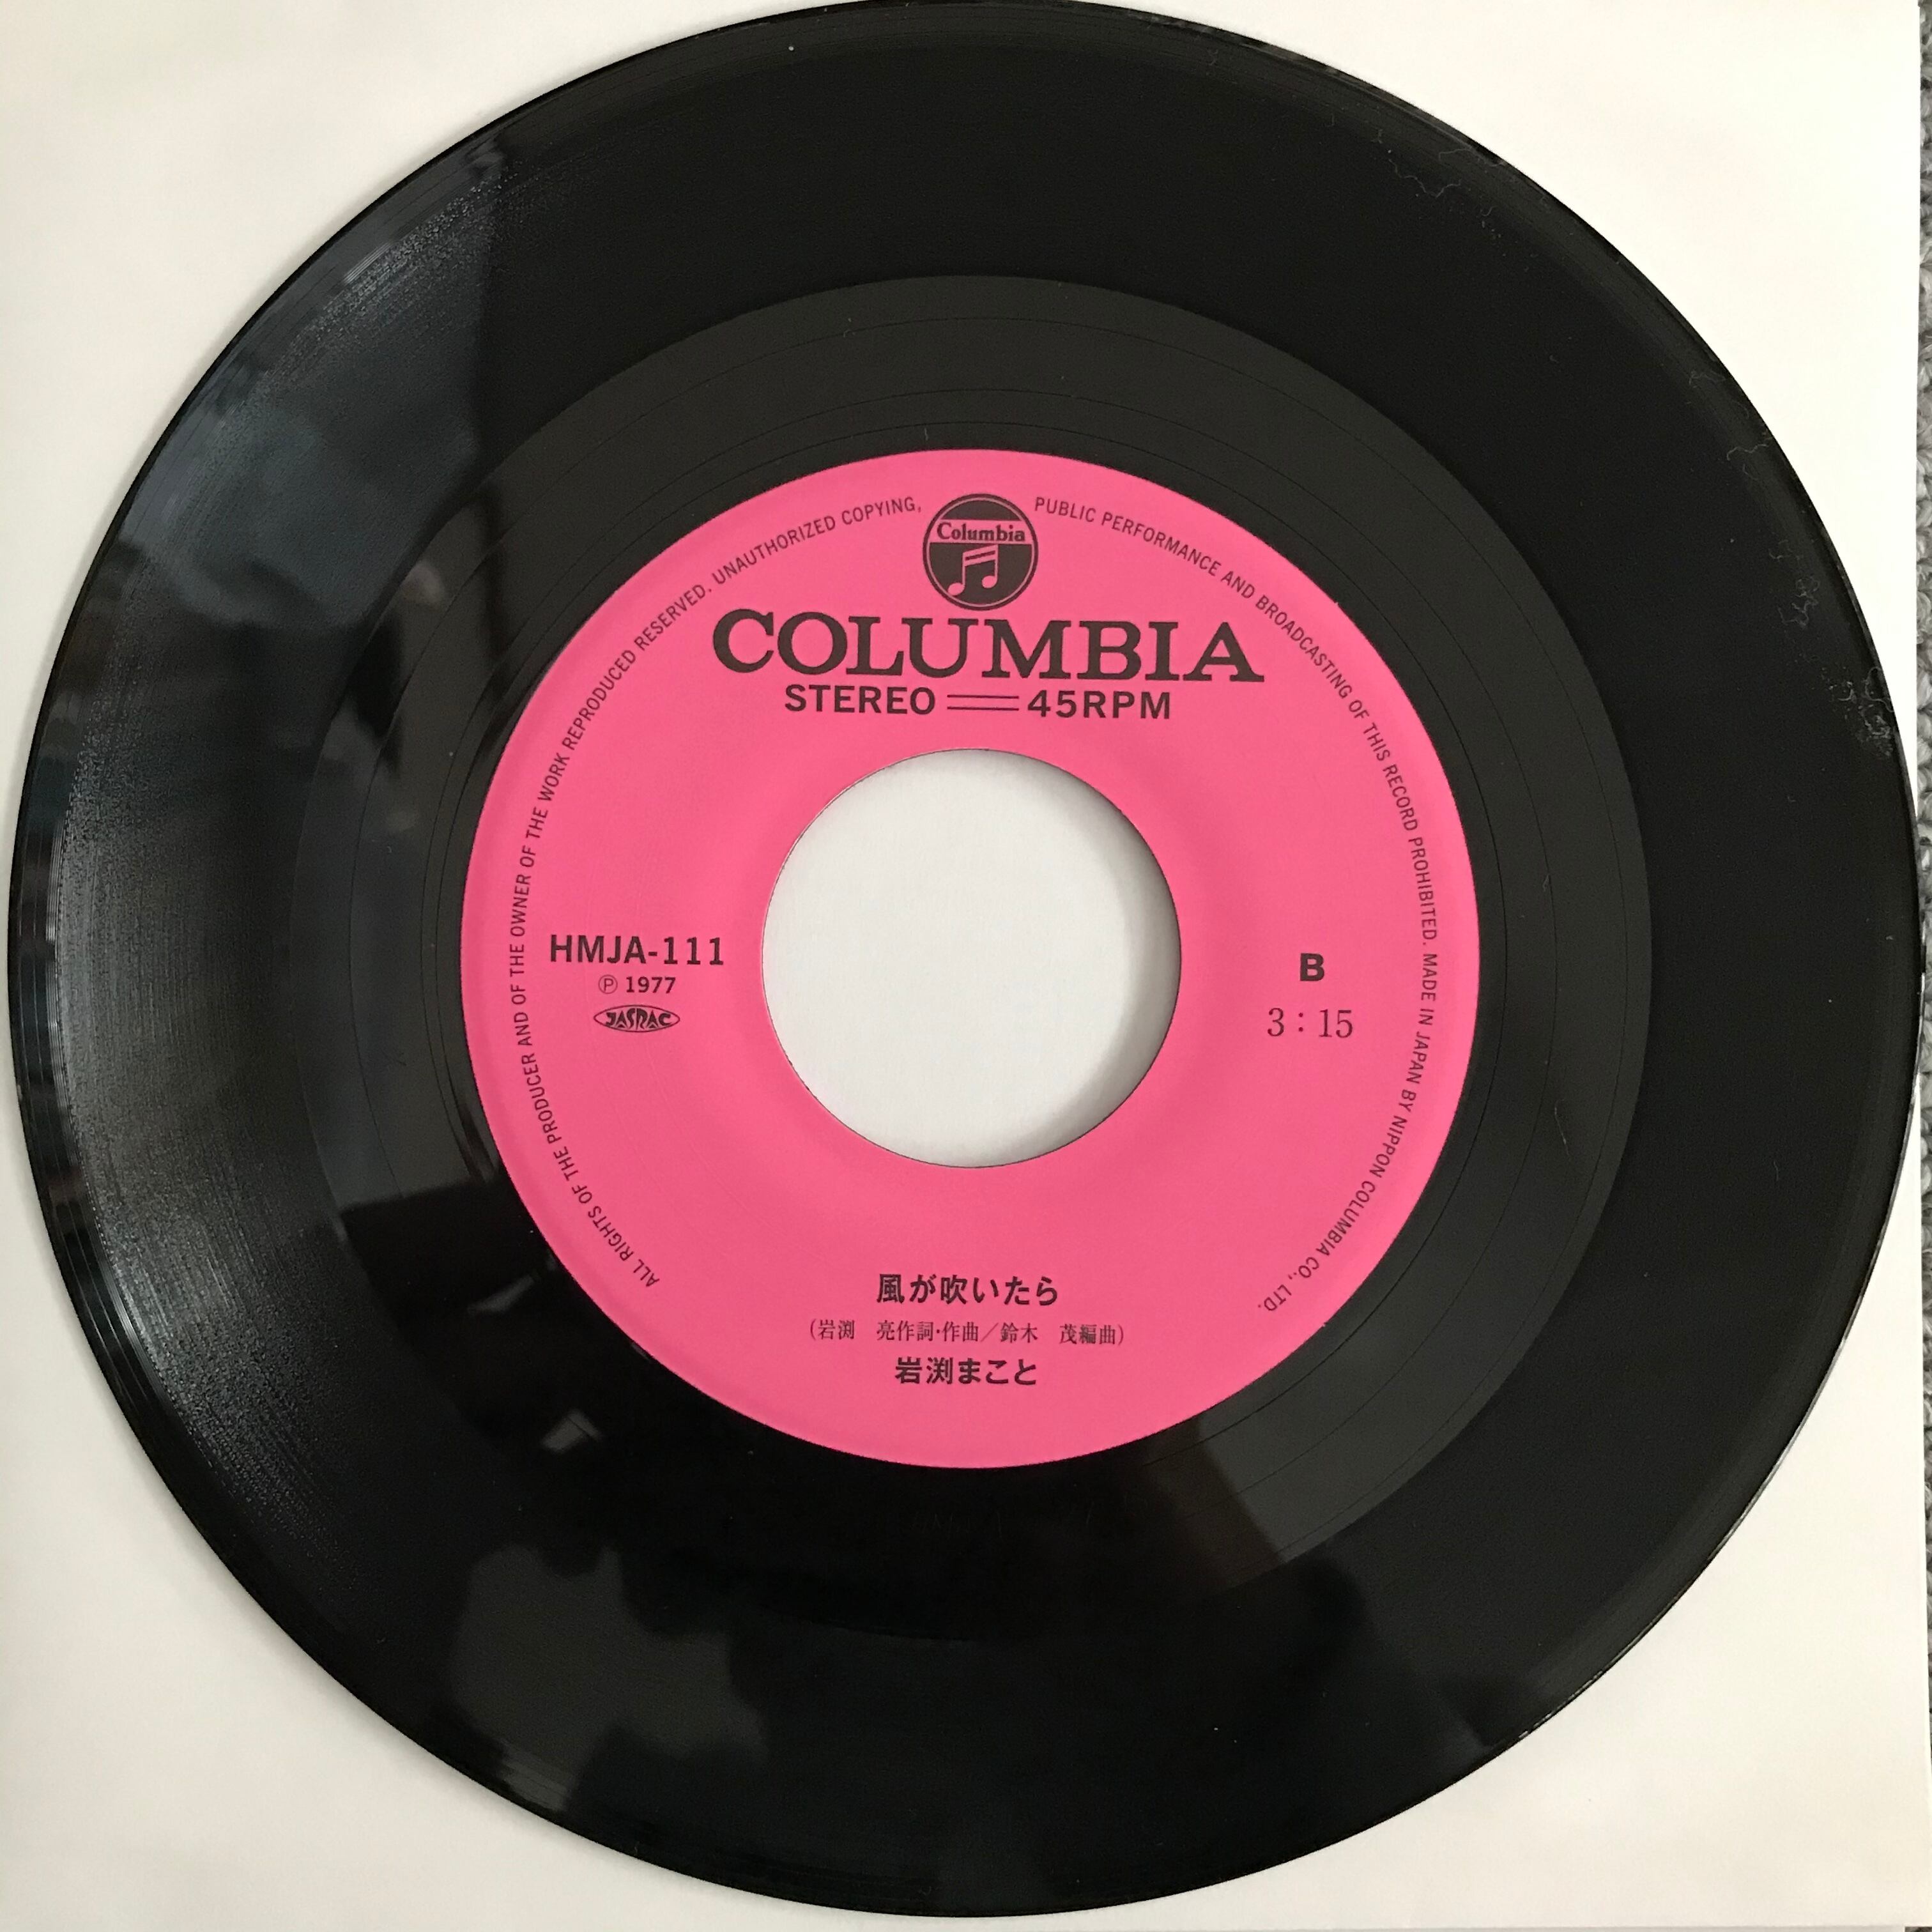 ALL RIGHTS OF THE PRODUCER AND OF THE OWNER OF THE WORK REPRODUCED RESERVED. UNAUTHORIZED COPYING, PUBLIC PERFORMANCE AND BROADCASTING OF THIS RECORD PROHIBITED. MADE IN JAPAN BY NIPPON COLUMBIA CO., LTD.
Columbia
COLUMBIA
STEREO 45RPM
HMJA-111
℗ 1977
JASRAC
B
3:15
風が吹いたら
(岩渕 亮作詞・作曲/鈴木 茂編曲)
岩渕まこと